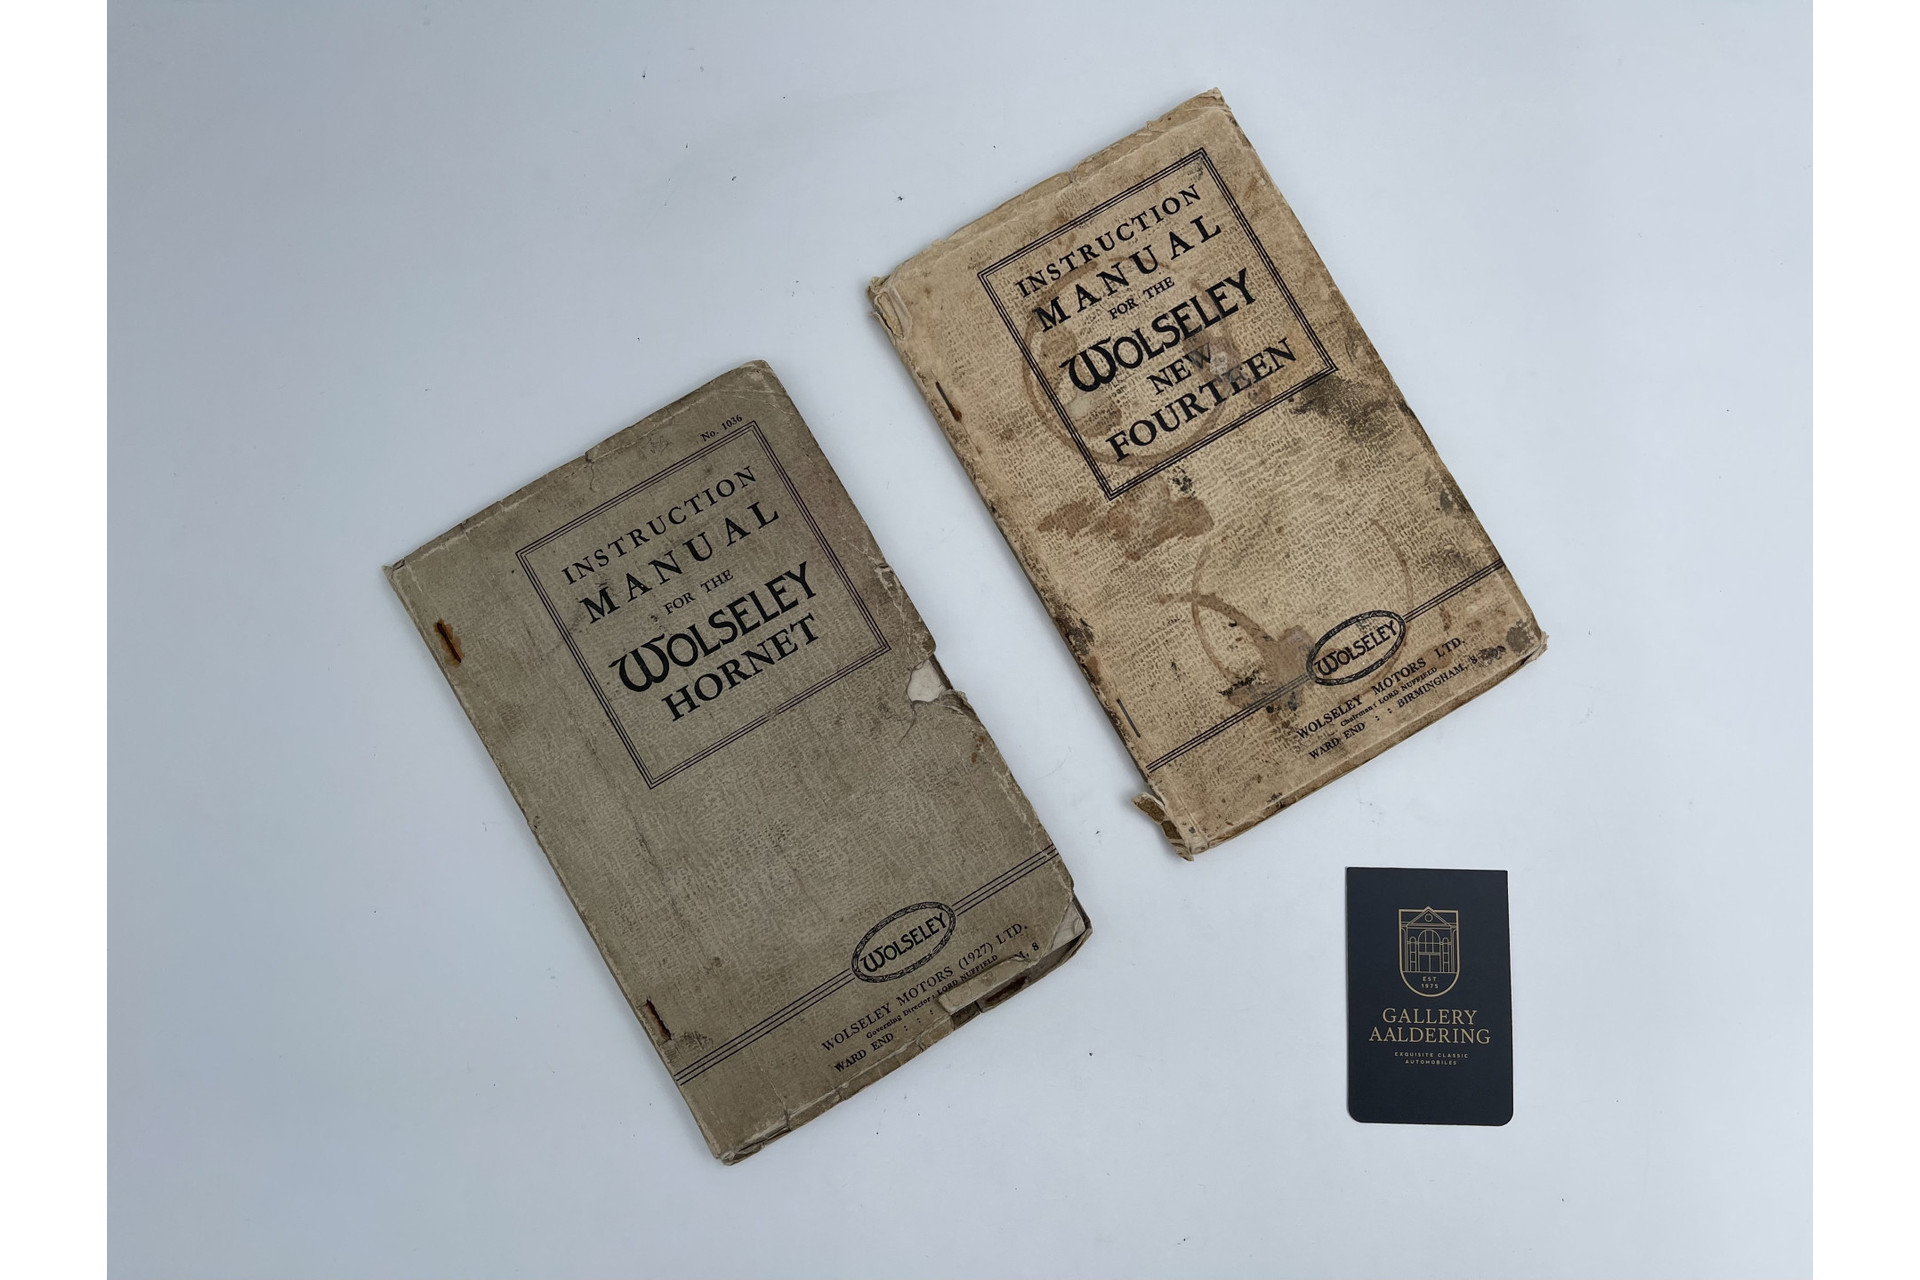 No. 1036
INSTRUCTION
MANUAL
FOR THE
WOLSELEY
HORNET
WOLSELEY
WOLSELEY MOTORS (1927) LTD.
Governing Director: LORD NUFFIELD
WARD END : : : M, 8
INSTRUCTION
MANUAL
FOR THE
WOLSELEY
NEW
FOURTEEN
WOLSELEY
WOLSELEY MOTORS LTD.
Chairman: LORD NUFFIELD
WARD END : : BIRMINGHAM, 8
EST
1975
GALLERY
AALDERING
EXQUISITE CLASSIC
AUTOMOBILES